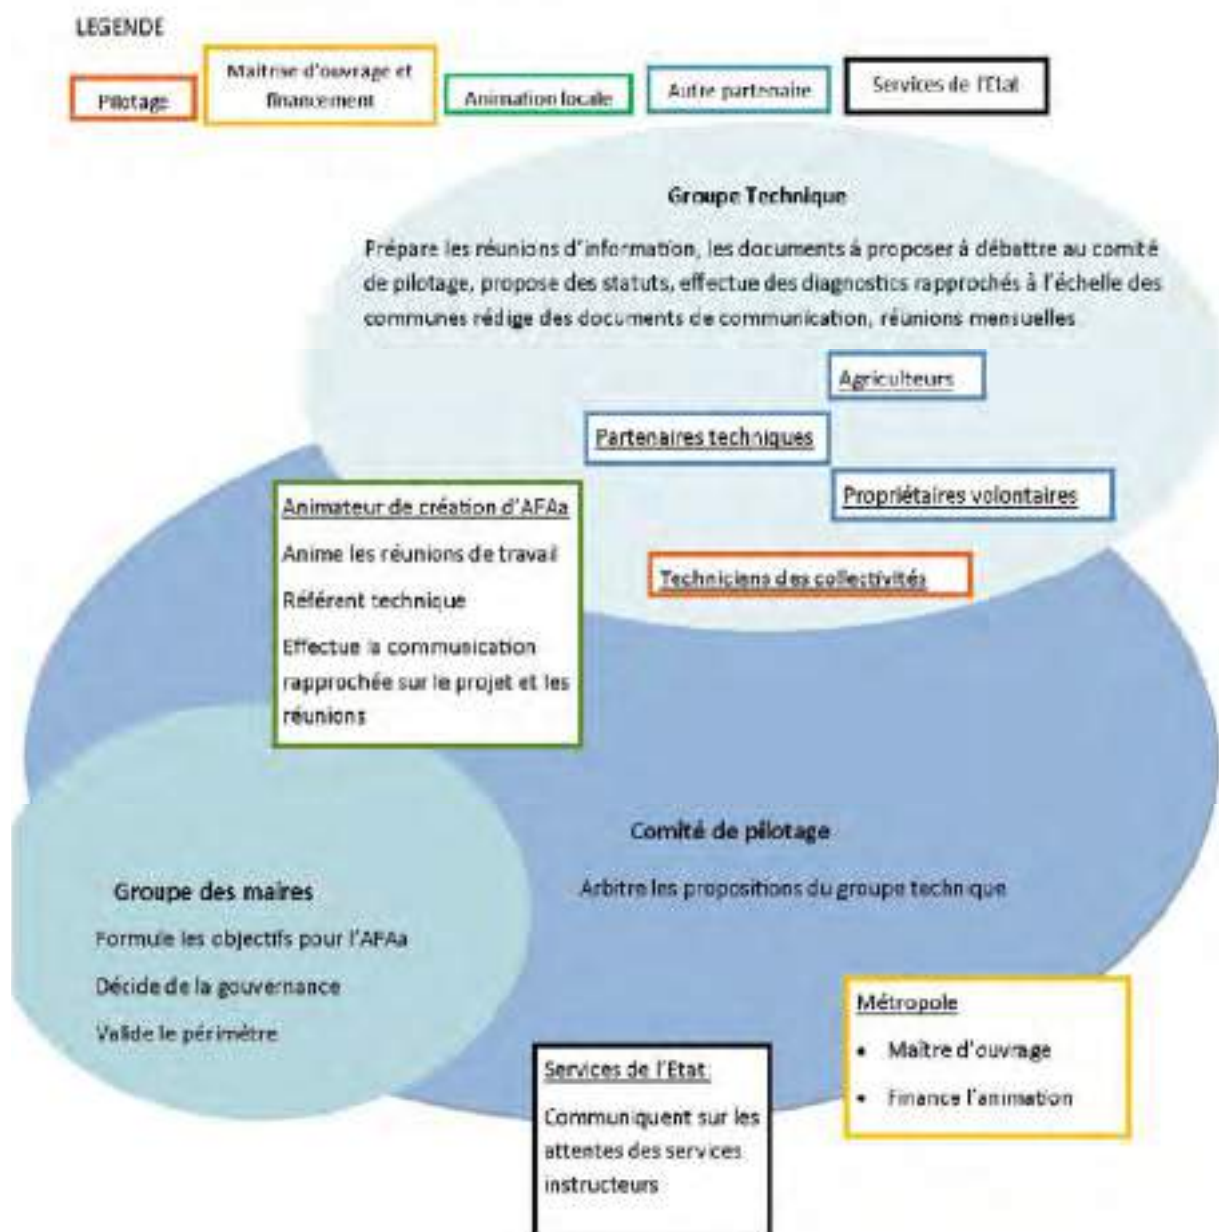 LEGENDE
Pilotage
Maitrise d'ouvrage et
financement
Animation locale
Autre partenaire
Services de l'Etat
Groupe Technique
Prépare les réunions d'information, les documents à proposer à débattre au comité
de pilotage, propose des statuts, effectue des diagnostics rapprochés à l'échelle des
communes rédige des documents de communication, réunions mensuelles
Agriculteurs
Partenaires techniques
Propriétaires volontaires
Techniciens des collectivités
Animateur de création d'AFAa
Anime les réunions de travail
Référent technique
Effectue la communication
rapprochée sur le projet et les
réunions
Comité de pilotage
Arbitre les propositions du groupe technique
Groupe des maires
Formule les objectifs pour l'AFAa
Décide de la gouvernance
Valide le périmètre
Métropole
• Maître d'ouvrage
• Finance l'animation
Services de l'Etat:
Communiquent sur les
attentes des services
instructeurs